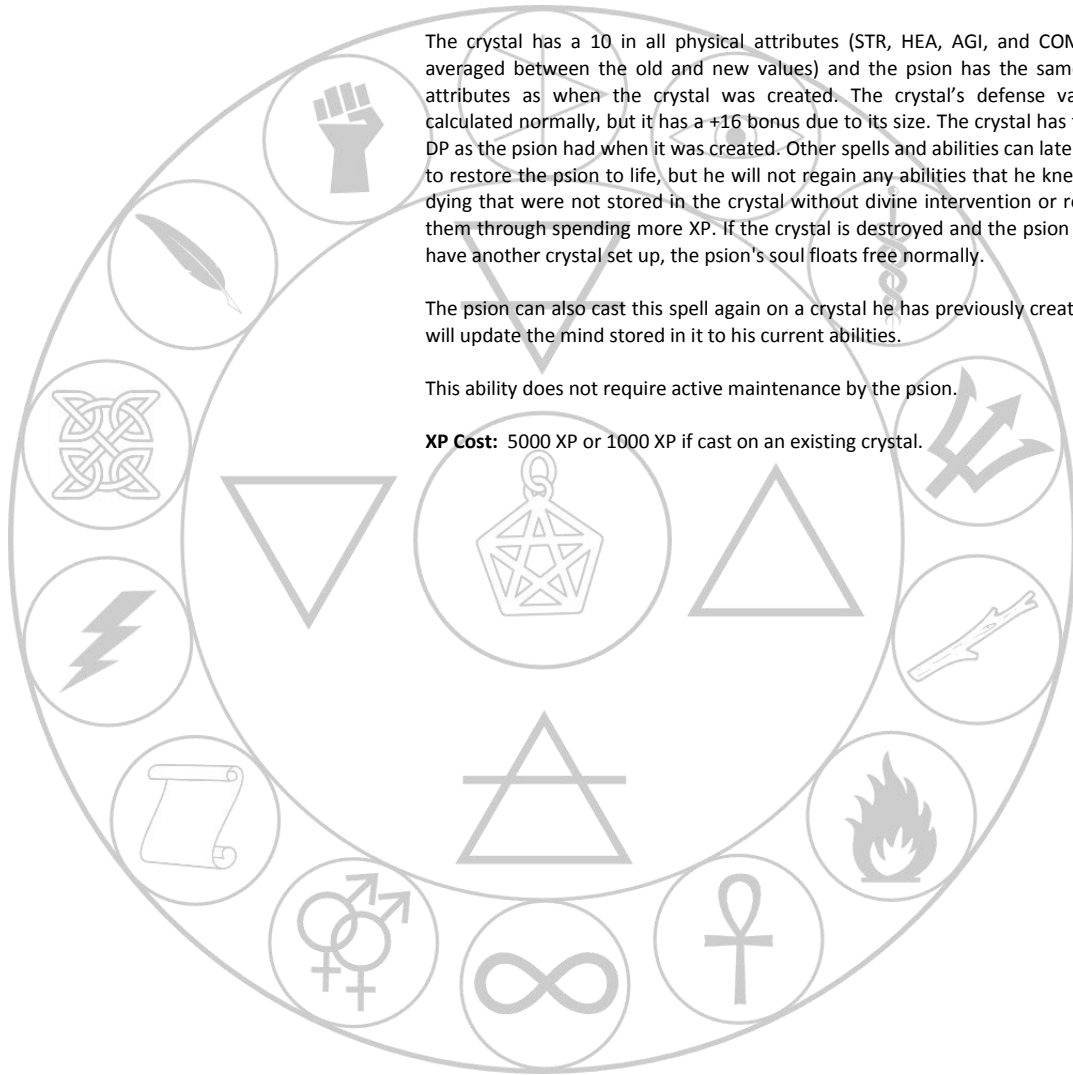 The crystal has a 10 in all physical attributes (STR, HEA, AGI, and COM
averaged between the old and new values) and the psion has the same
attributes as when the crystal was created. The crystal’s defense va
calculated normally, but it has a +16 bonus due to its size. The crystal has
DP as the psion had when it was created. Other spells and abilities can late
to restore the psion to life, but he will not regain any abilities that he kne
dying that were not stored in the crystal without divine intervention or
them through spending more XP. If the crystal is destroyed and the psion
have another crystal set up, the psion's soul floats free normally.
The psion can also cast this spell again on a crystal he has previously creat
will update the mind stored in it to his current abilities.
This ability does not require active maintenance by the psion.
XP Cost: 5000 XP or 1000 XP if cast on an existing crystal.